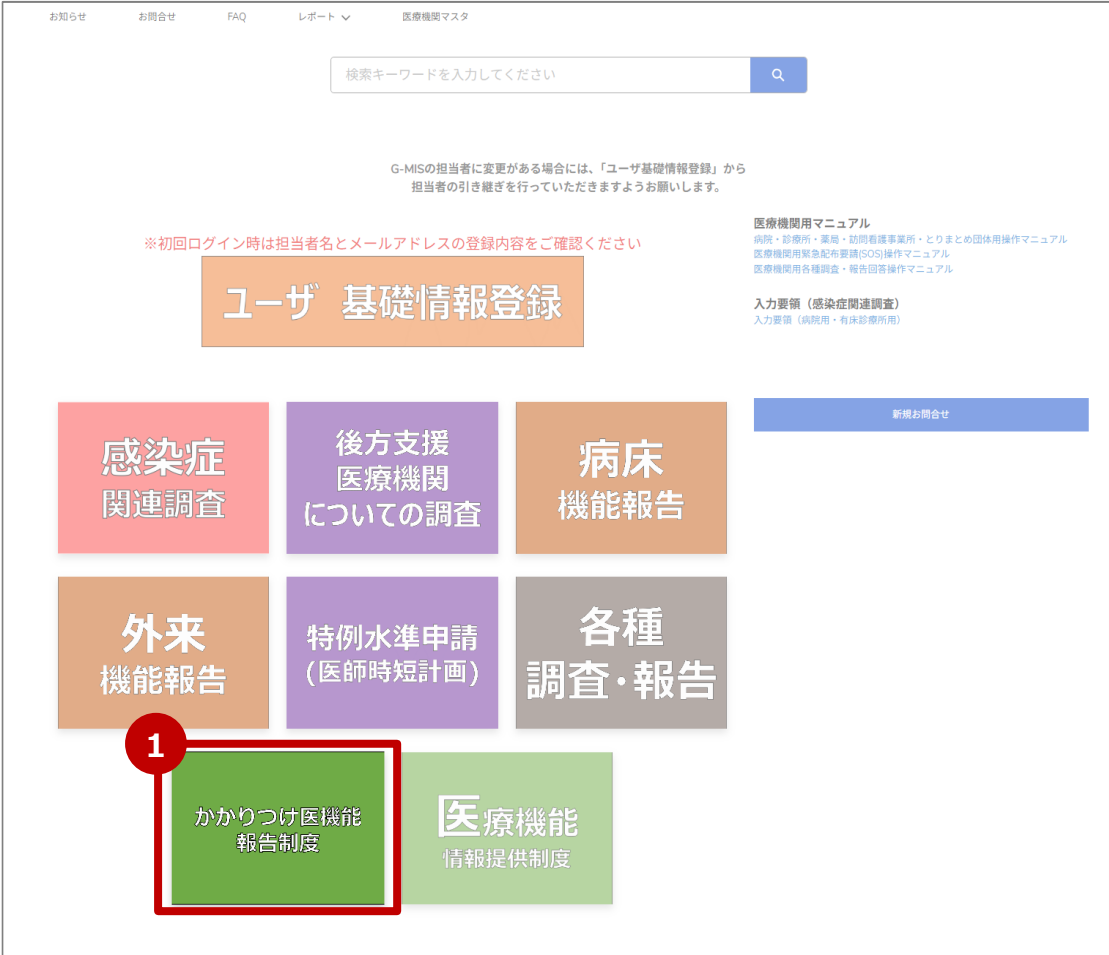 お知らせ
お問合せ
FAQ
レポート
医療機関マスタ
検索キーワードを入力してください
G-MISの担当者に変更がある場合には、「ユーザ基礎情報登録」から
担当者の引き継ぎを行っていただきますようお願いします。
※初回ログイン時は担当者名とメールアドレスの登録内容をご確認ください
ユーザ 基礎情報登録
医療機関用マニュアル
病院・診療所・薬局・訪問看護事業所・とりまとめ団体用操作マニュアル
医療機関用緊急配布要請(SOS)操作マニュアル
医療機関用各種調査・報告回答操作マニュアル
入力要領（感染症関連調査）
入力要領（病院用・有床診療所用）
新規お問合せ
感染症
関連調査
後方支援
医療機関
についての調査
病床
機能報告
外来
機能報告
特例水準申請
(医師時短計画)
各種
調査･報告
1
かかりつけ医機能
報告制度
医療機能
情報提供制度